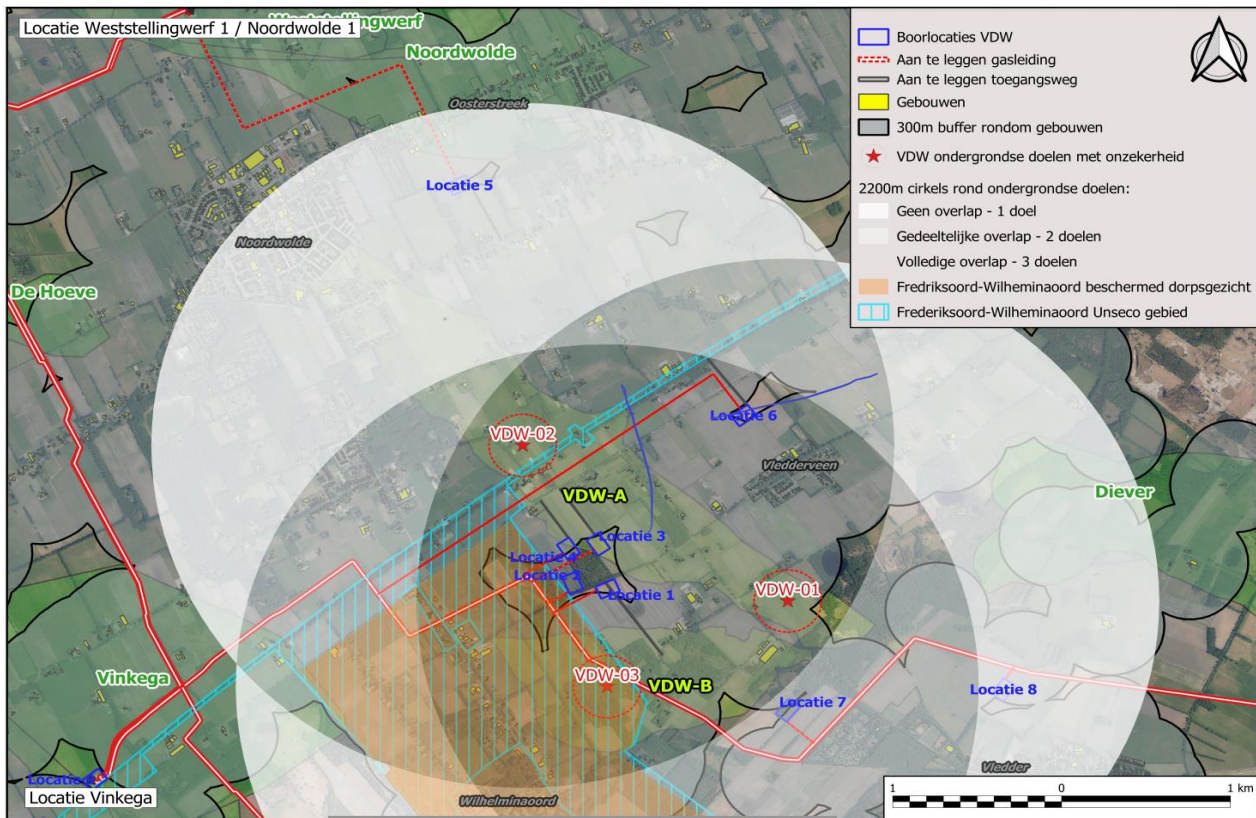 Locatie Weststellingwerf 1 / Noordwolde 1
Weststellingwerf
Noordwolde
Oosterstreek
Locatie 5
Noordwolde
De Hoeve
Boorlocaties VDW
Aan te leggen gasleiding
Aan te leggen toegangsweg
Gebouwen
300m buffer rondom gebouwen
VDW ondergrondse doelen met onzekerheid
2200m cirkels rond ondergrondse doelen:
Geen overlap - 1 doel
Gedeeltelijke overlap - 2 doelen
Volledige overlap - 3 doelen
Fredriksoord-Wilheminaoord beschermed dorpsgezicht
Frederiksoord-Wilheminaoord Unseco gebied
Locatie 6
VDW-02
Vledderveen
Diever
VDW-A
Locatie 3
Locatie 4
Locatie 2
Locatie 1
VDW-01
VDW-03
VDW-B
Vinkega
Locatie 7
Locatie 8
Vledder
Locatie
Locatie Vinkega
Wilhelminaoord
1 0 1 km